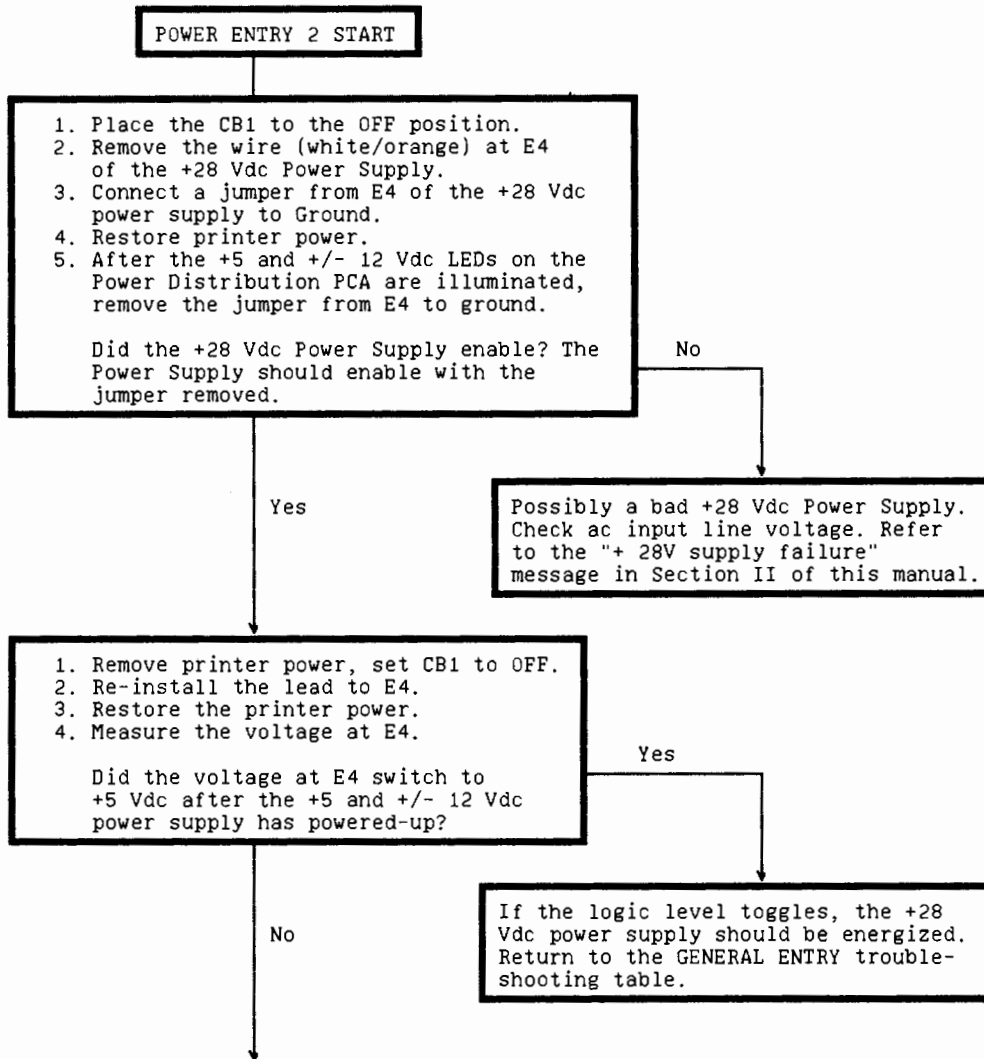 POWER ENTRY 2 START
1. Place the CB1 to the OFF position.
2. Remove the wire (white/orange) at E4
of the +28 Vdc Power Supply.
3. Connect a jumper from E4 of the +28 Vdc
power supply to Ground.
4. Restore printer power.
5. After the +5 and +/- 12 Vdc LEDs on the
Power Distribution PCA are illuminated,
remove the jumper from E4 to ground.
Did the +28 Vdc Power Supply enable? The
Power Supply should enable with the
jumper removed.
No
Yes
Possibly a bad +28 Vdc Power Supply.
Check ac input line voltage. Refer
to the "+ 28V supply failure"
message in Section II of this manual.
1. Remove printer power, set CB1 to OFF.
2. Re-install the lead to E4.
3. Restore the printer power.
4. Measure the voltage at E4.
Did the voltage at E4 switch to
+5 Vdc after the +5 and +/- 12 Vdc
power supply has powered-up?
Yes
No
If the logic level toggles, the +28
Vdc power supply should be energized.
Return to the GENERAL ENTRY trouble-
shooting table.